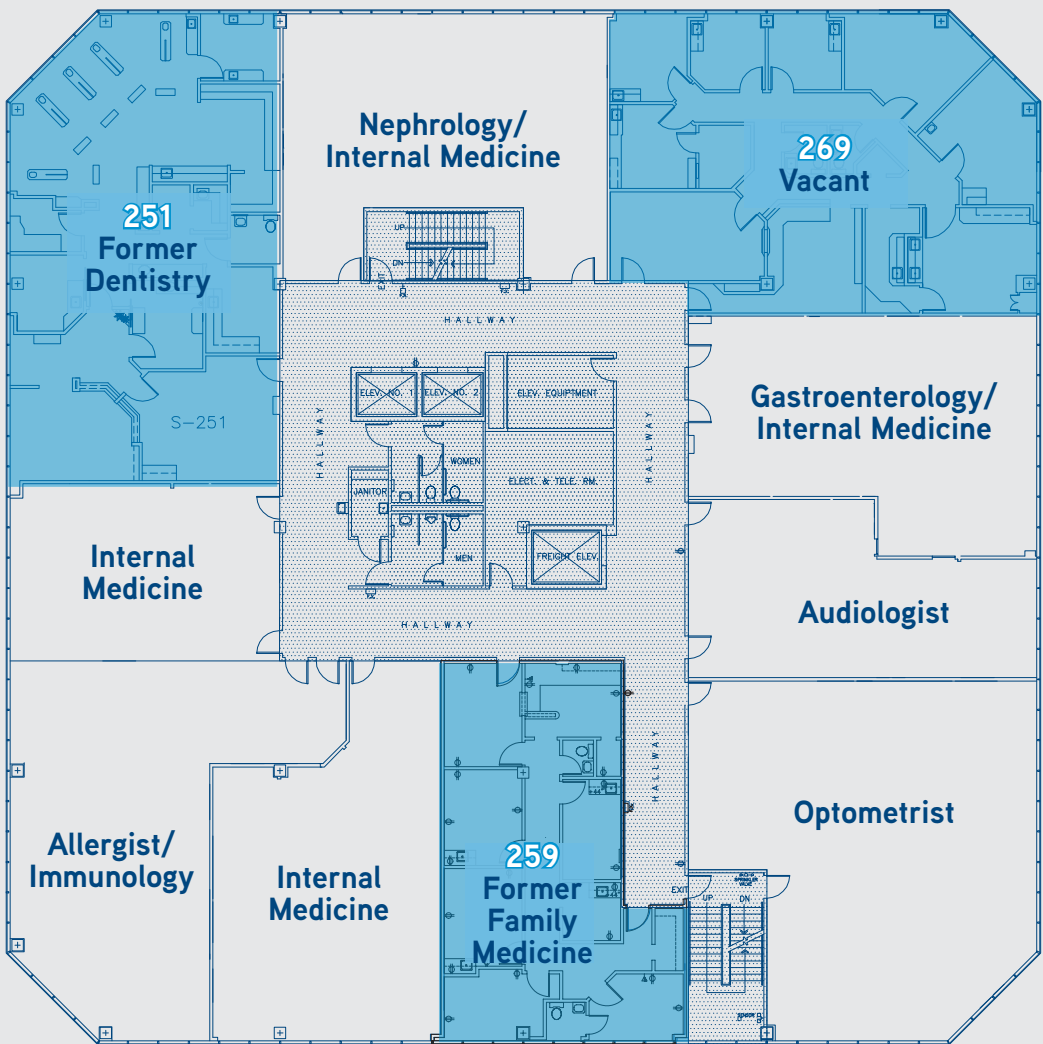 Nephrology/
Internal Medicine
269
Vacant
251
Former
Dentistry
UP
DN
EXIT
HALLWAY
ELEV. NO. 1
ELEV. NO. 2
ELEV. EQUIPTMENT
Gastroenterology/
Internal Medicine
S-251
HALLWAY
HALLWAY
WOMEN
JANITOR
ELECT. & TELE. RM.
MEN
FREIGHT ELEV.
Internal
Medicine
Audiologist
HALLWAY
HALLWAY
Optometrist
Allergist/
Immunology
Internal
Medicine
259
Former
Family
Medicine
EXIT
UP
DN